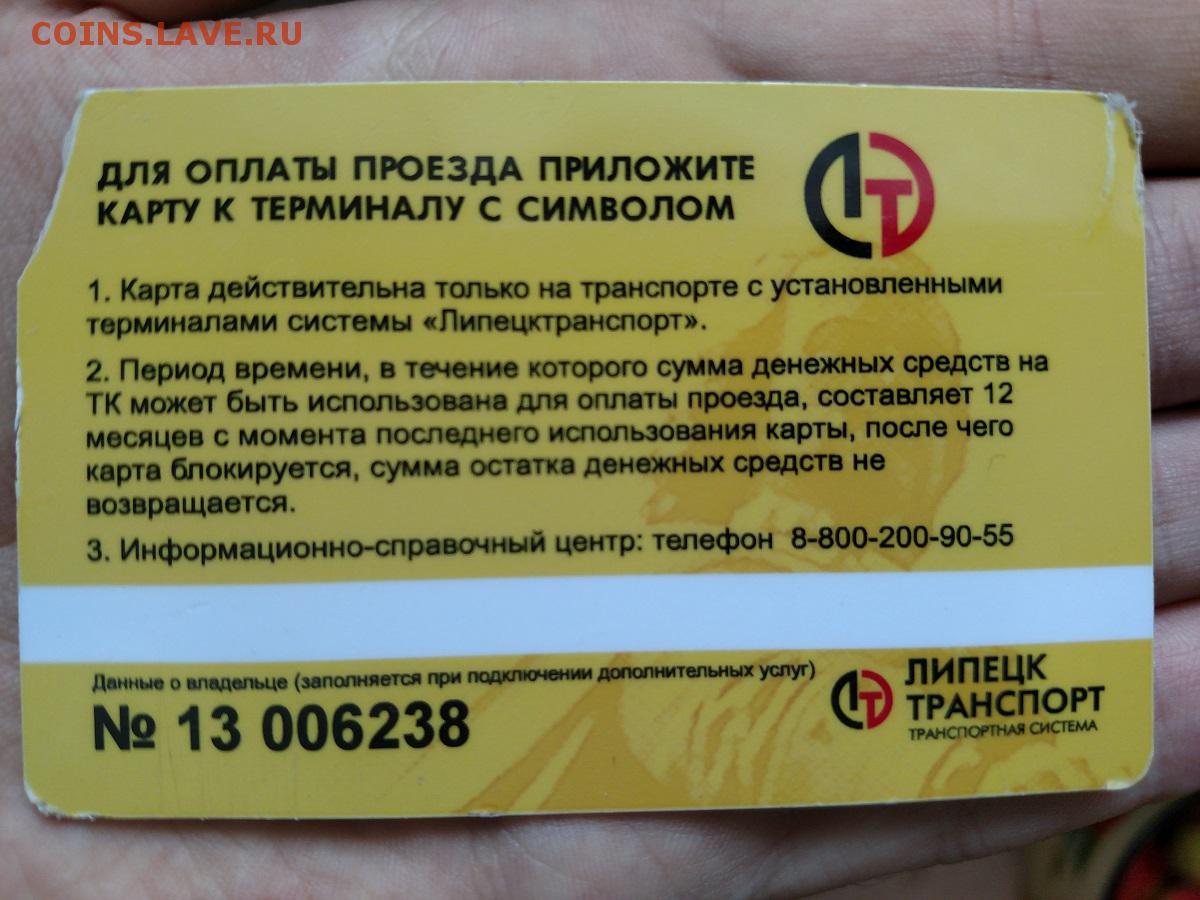 COINS.LAVE.RU
ДЛЯ ОПЛАТЫ ПРОЕЗДА ПРИЛОЖИТЕ
КАРТУ К ТЕРМИНАЛУ С СИМВОЛОМ
ЛТ
1. Карта действительна только на транспорте с установленными
терминалами системы «Липецктранспорт».
2. Период времени, в течение которого сумма денежных средств на
ТК может быть использована для оплаты проезда, составляет 12
месяцев с момента последнего использования карты, после чего
карта блокируется, сумма остатка денежных средств не
возвращается.
3. Информационно-справочный центр: телефон 8-800-200-90-55
Данные о владельце (заполняется при подключении дополнительных услуг)
№ 13 006238
ЛТ
ЛИПЕЦК
ТРАНСПОРТ
ТРАНСПОРТНАЯ СИСТЕМА